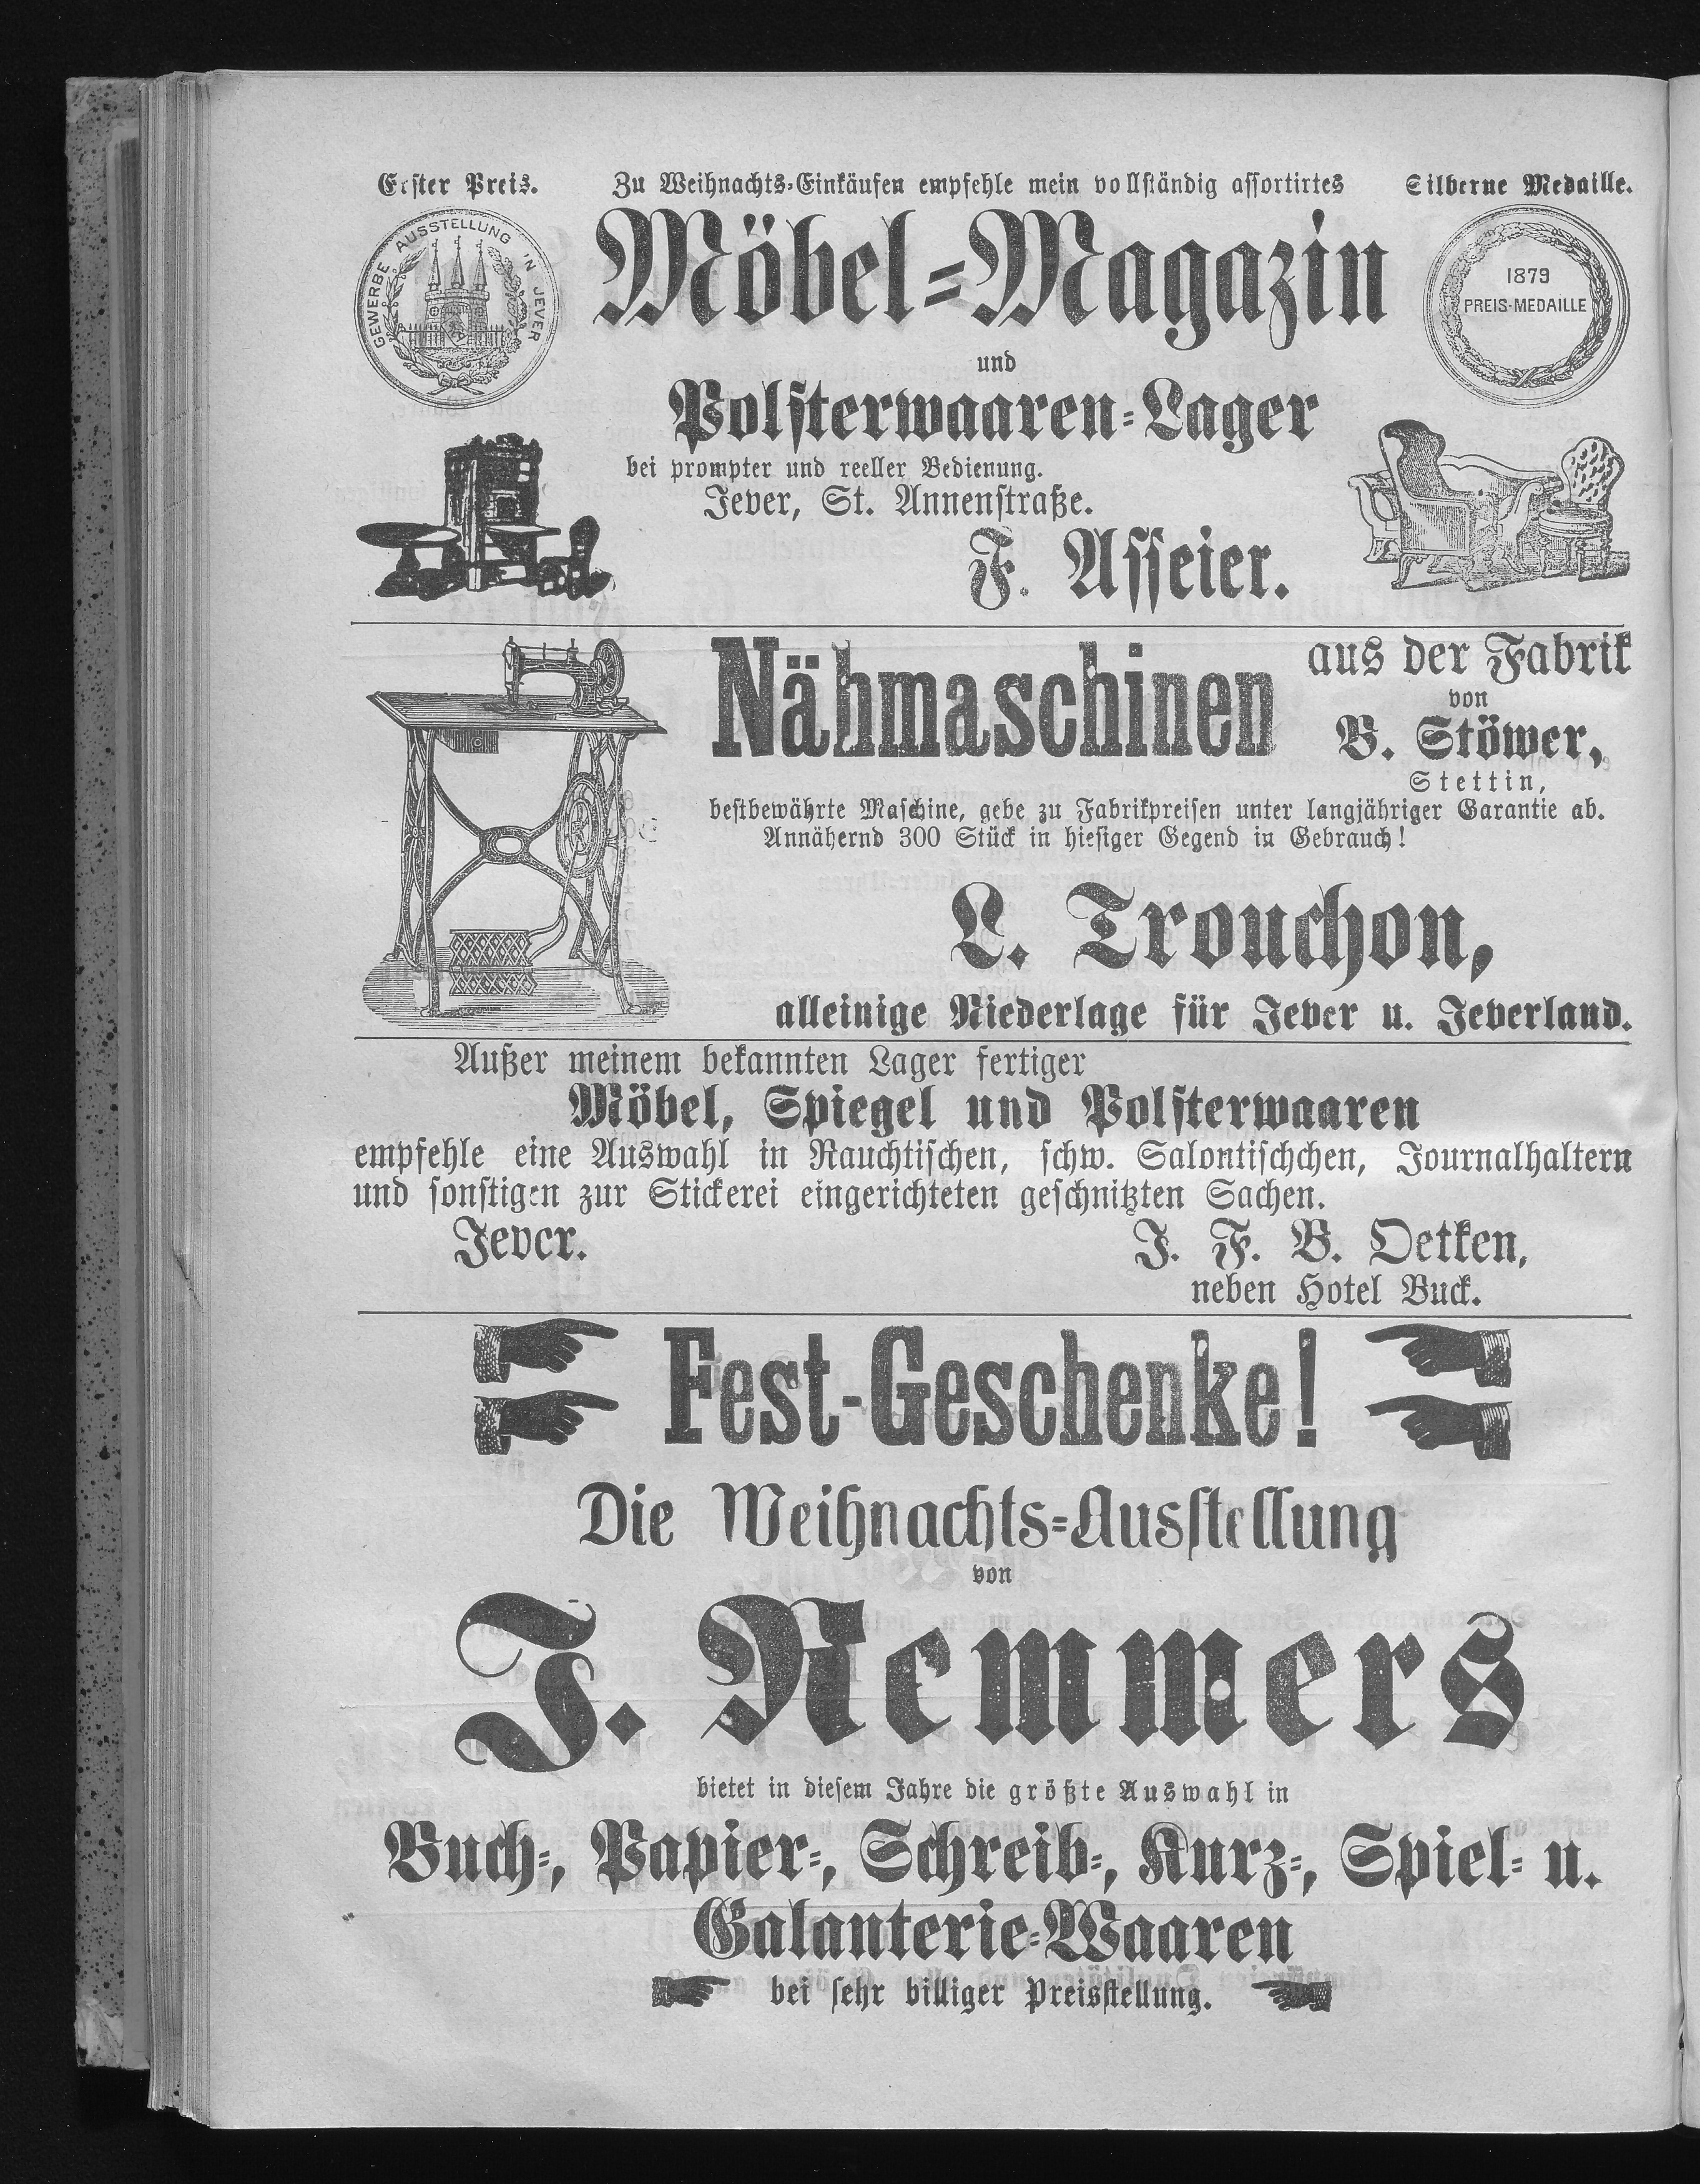 Erster Preis.
Zu Weihnachts-Einkäufen empfehle mein vollständig assortirtes
Silberne Medaille.
GEWERBE AUSSTELLUNG IN JEVER
Möbel-Magazin
1879
PREIS-MEDAILLE
und
Polsterwaaren-Lager
bei prompter und reeller Bedienung.
Jever, St. Annenstraße.
F. Asseier.
Nähmaschinen
aus der Fabrik
von
B. Stöwer,
Stettin,
bestbewährte Maschine, gebe zu Fabrikpreisen unter langjähriger Garantie ab.
Annähernd 300 Stück in hiesiger Gegend in Gebrauch!
L. Trouchon,
alleinige Niederlage für Jever u. Jeverland.
Außer meinem bekannten Lager fertiger
Möbel, Spiegel und Polsterwaaren
empfehle eine Auswahl in Rauchtischen, schw. Salontischchen, Journalhaltern
und sonstigen zur Stickerei eingerichteten geschnitzten Sachen.
Jever.
J. F. B. Oetken,
neben Hotel Buck.
Fest-Geschenke!
Die Weihnachts-Ausstellung
von
J. Remmers
bietet in diesem Jahre die größte Auswahl in
Buch-, Papier-, Schreib-, Kurz-, Spiel- u.
Galanterie-Waaren
bei sehr billiger Preisstellung.